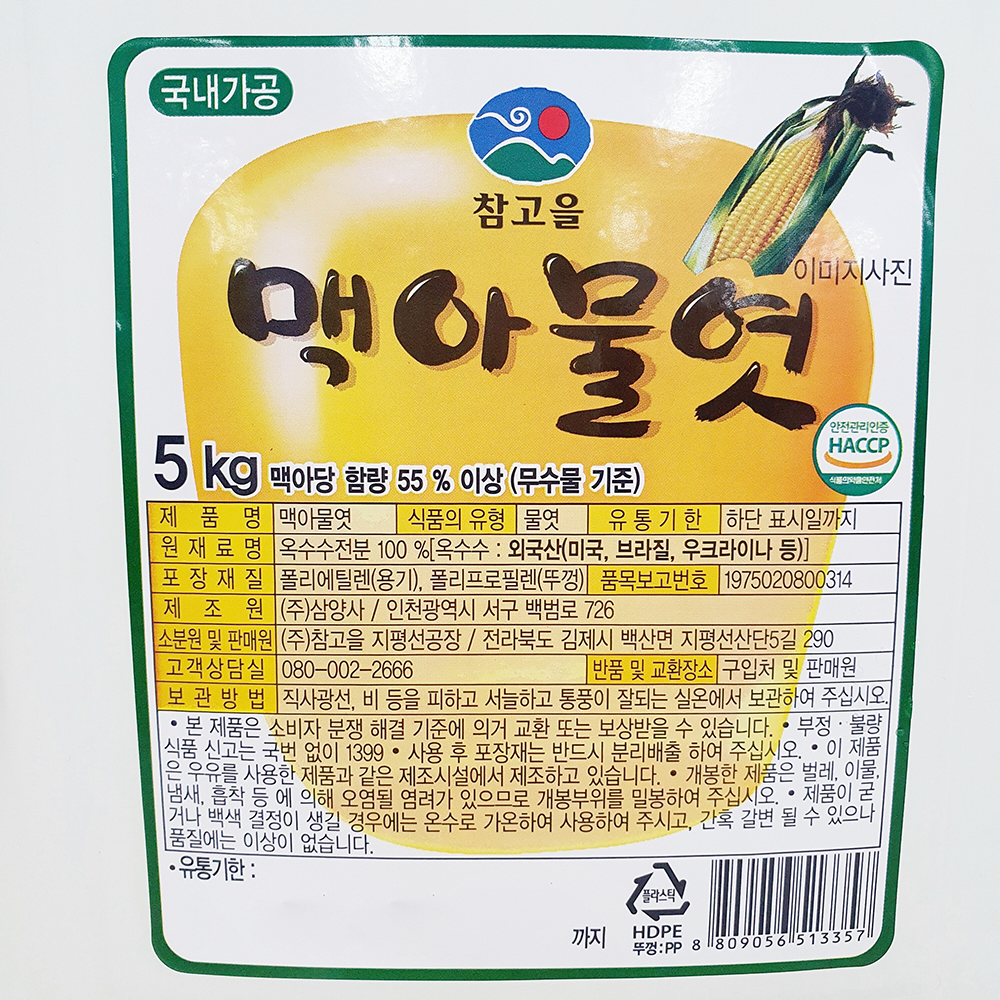 국내가공
참고을
이미지사진
맥아물엿
안전관리인증
HACCP
식품의약품안전처
5 kg 맥아당 함량 55 % 이상 (무수물 기준)
제 품 명 맥아물엿 식품의 유형 물엿 유 통 기 한 하단 표시일까지
원 재 료 명 옥수수전분 100 %[옥수수 : 외국산(미국, 브라질, 우크라이나 등)]
포 장 재 질 폴리에틸렌(용기), 폴리프로필렌(뚜껑) 품목보고번호 1975020800314
제 조 원 (주)삼양사 / 인천광역시 서구 백범로 726
소분원 및 판매원 (주)참고을 지평선공장 / 전라북도 김제시 백산면 지평선산단5길 290
고객상담실 080-002-2666 반품 및 교환장소 구입처 및 판매원
보 관 방 법 직사광선, 비 등을 피하고 서늘하고 통풍이 잘되는 실온에서 보관하여 주십시오.
• 본 제품은 소비자 분쟁 해결 기준에 의거 교환 또는 보상받을 수 있습니다. • 부정 · 불량
식품 신고는 국번 없이 1399 • 사용 후 포장재는 반드시 분리배출 하여 주십시오. • 이 제품
은 우유를 사용한 제품과 같은 제조시설에서 제조하고 있습니다. • 개봉한 제품은 벌레, 이물,
냄새, 흡착 등 에 의해 오염될 염려가 있으므로 개봉부위를 밀봉하여 주십시오. • 제품이 굳
거나 백색 결정이 생길 경우에는 온수로 가온하여 사용하여 주시고, 간혹 갈변 될 수 있으나
품질에는 이상이 없습니다.
• 유통기한 :
까지
플라스틱
HDPE
뚜껑:PP
8 809056 513357